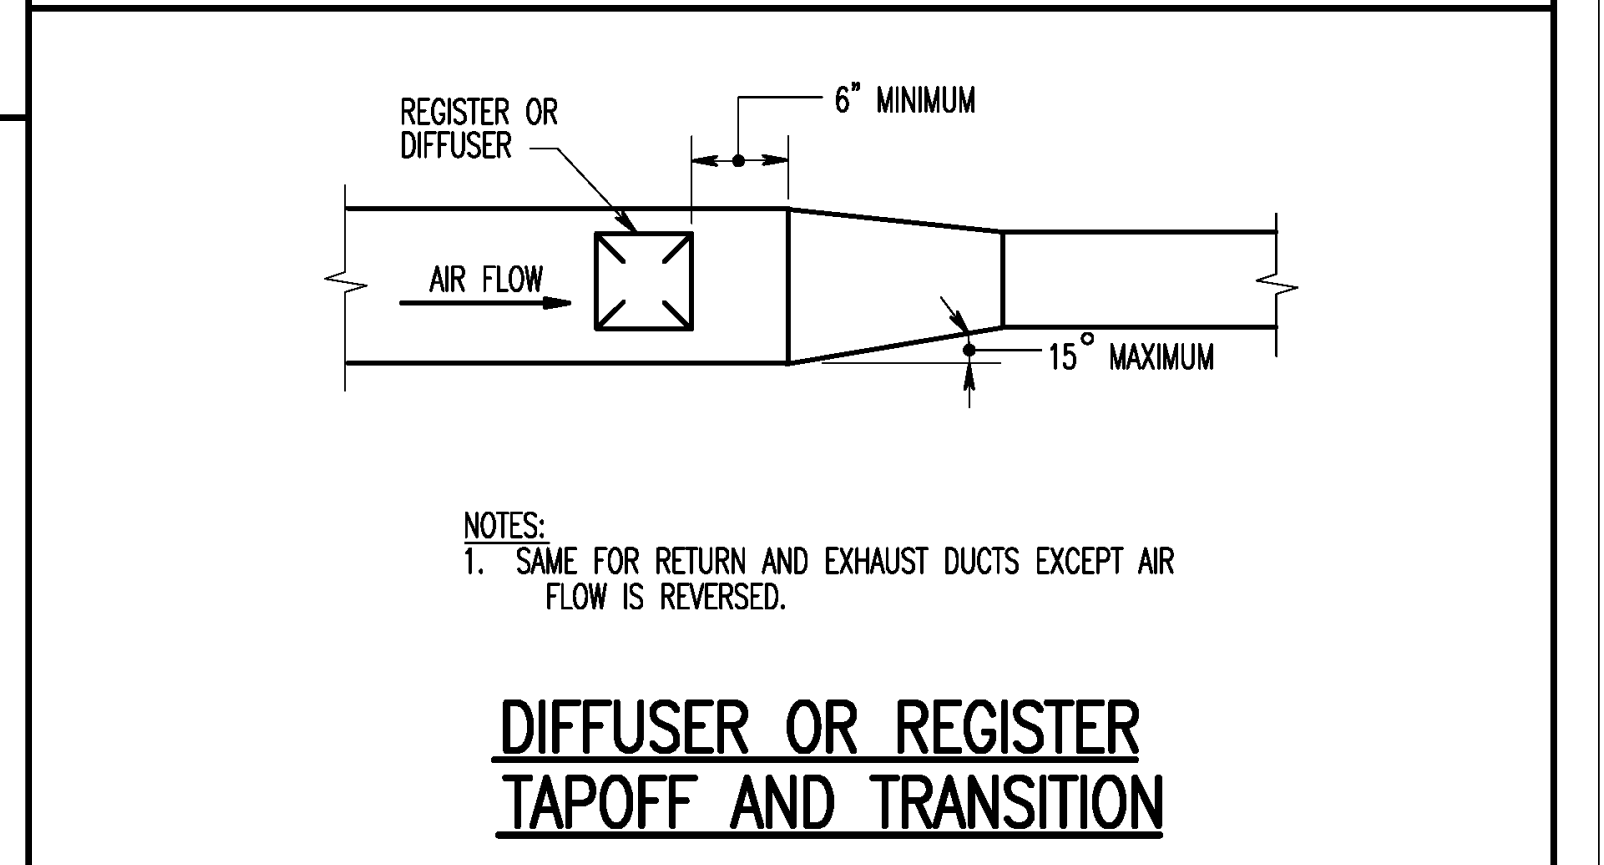 REGISTER OR
DIFFUSER
6" MINIMUM
AIR FLOW
15° MAXIMUM
NOTES:
1. SAME FOR RETURN AND EXHAUST DUCTS EXCEPT AIR
FLOW IS REVERSED.
DIFFUSER OR REGISTER
TAPOFF AND TRANSITION